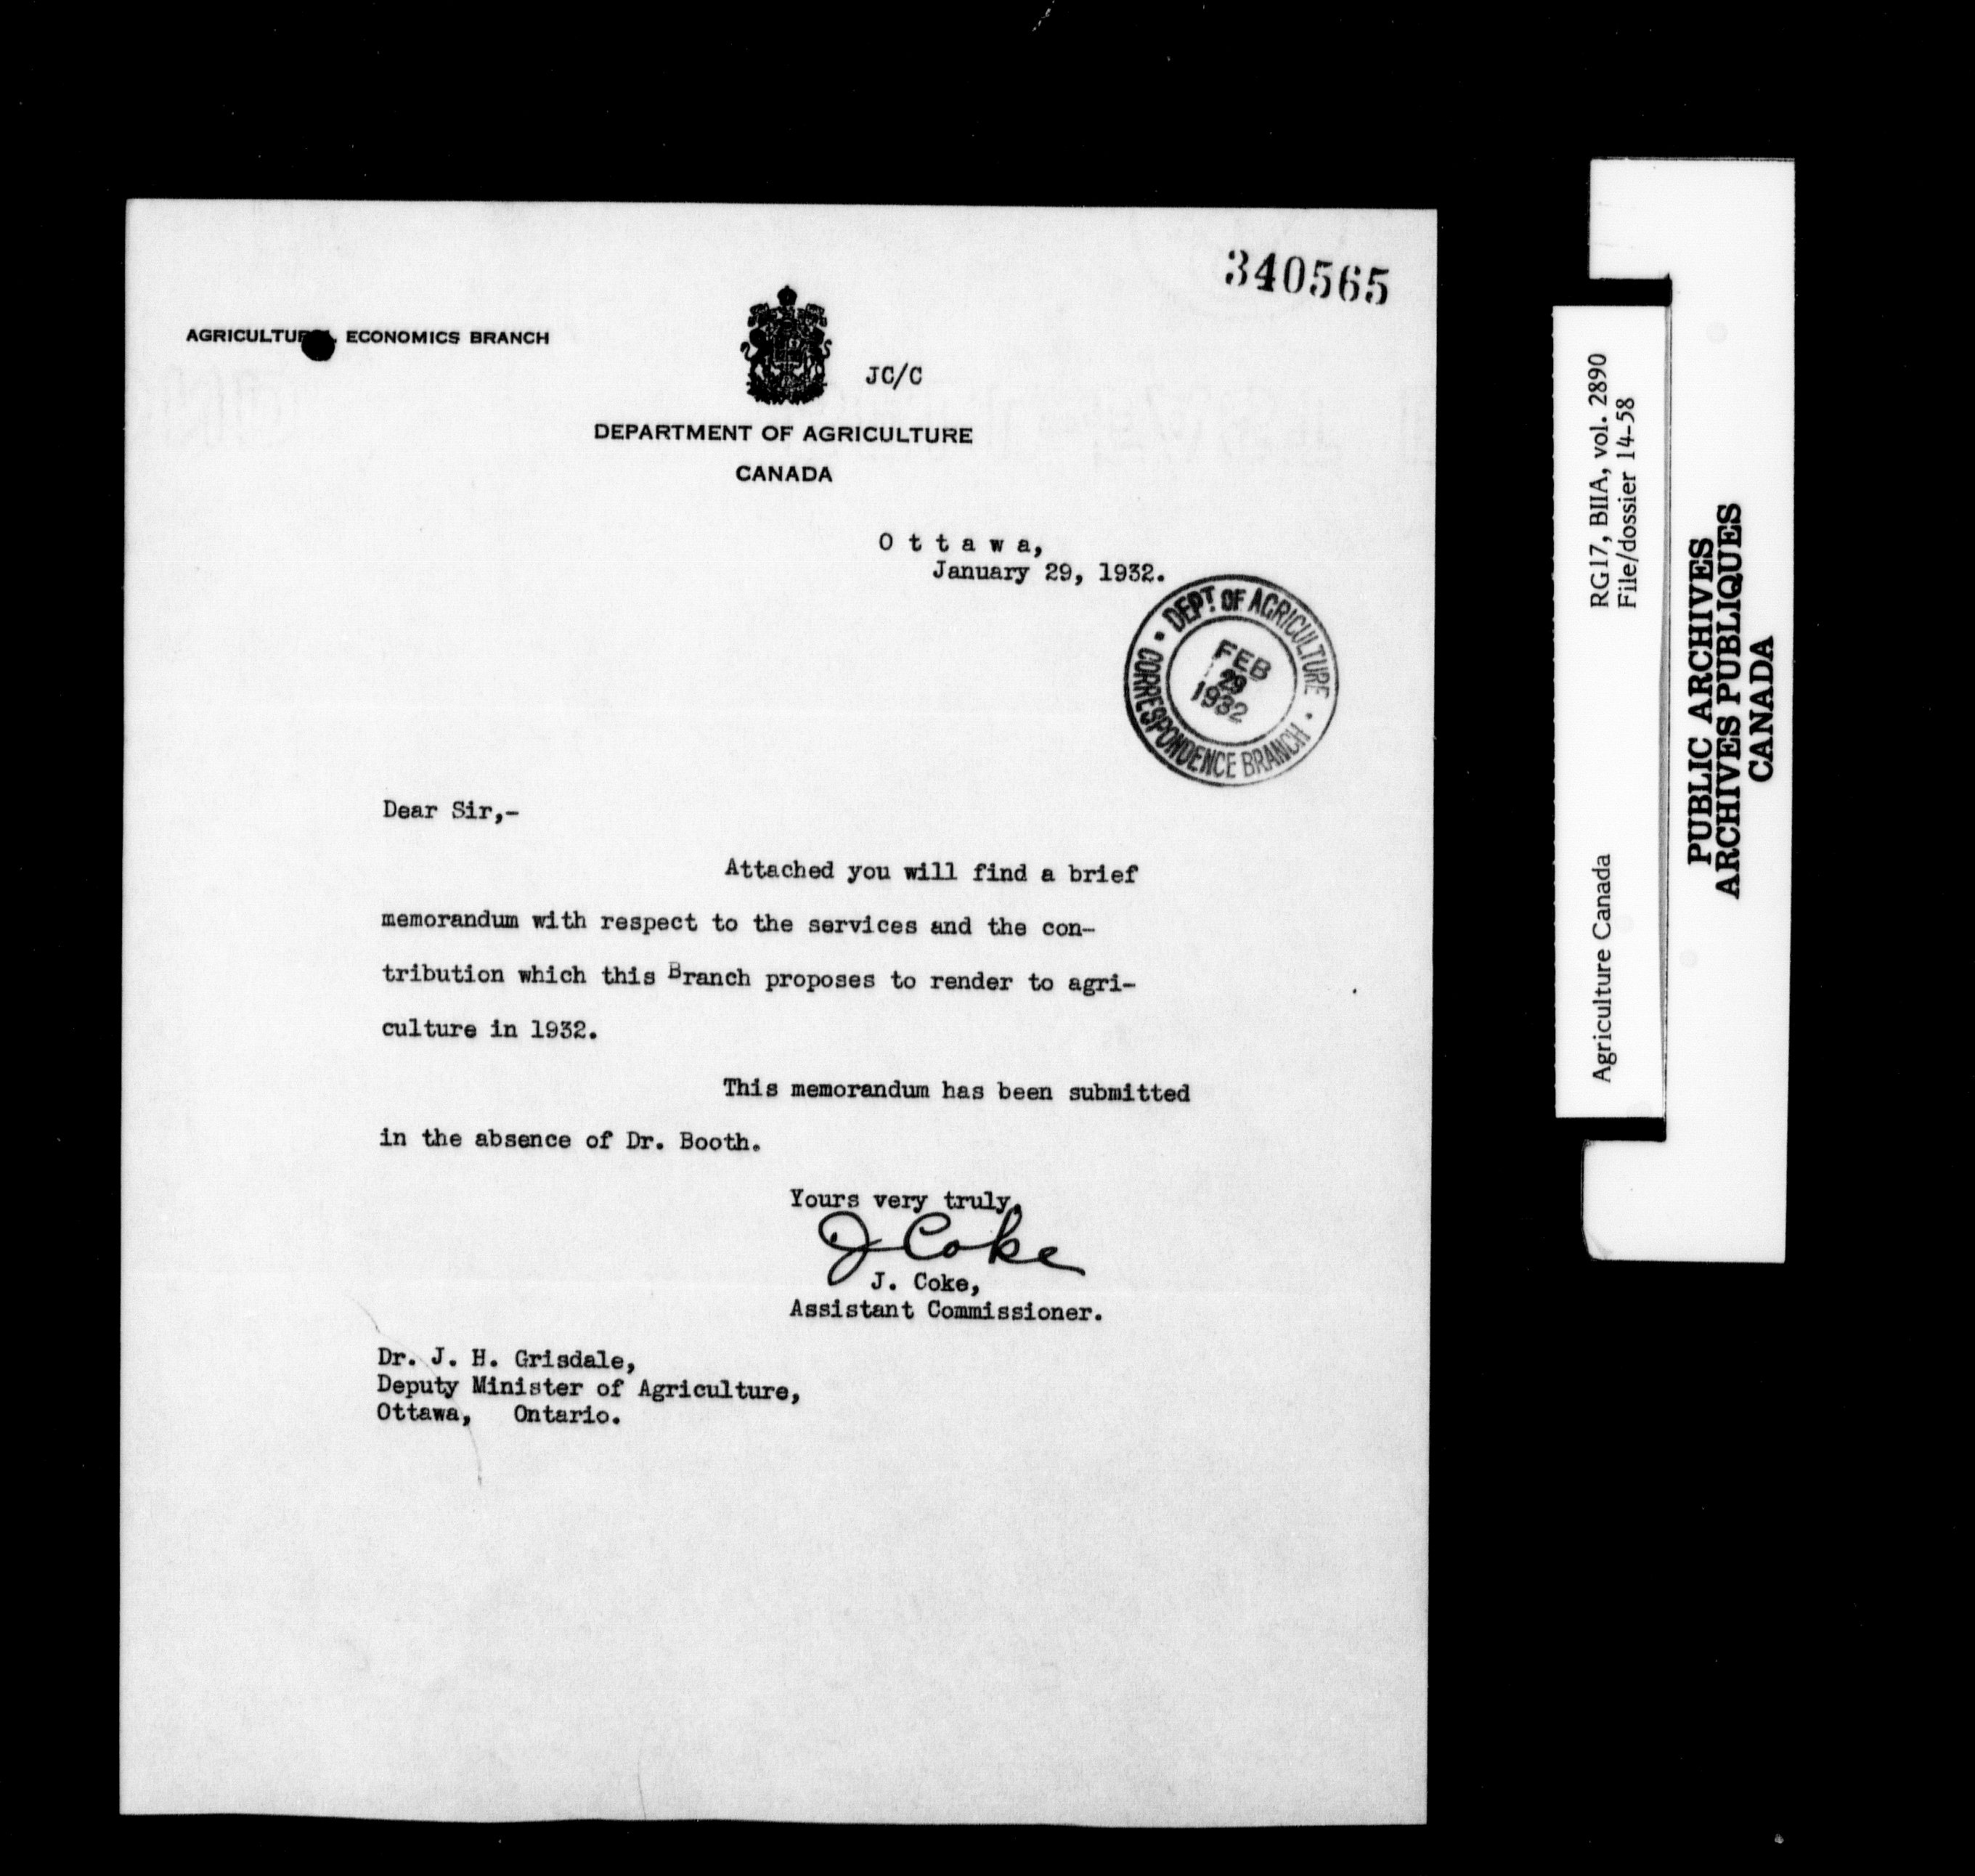 340565
AGRICULTURAL ECONOMICS BRANCH
JC/C
DEPARTMENT OF AGRICULTURE
CANADA
O t t a w a,
January 29, 1932.
DEPT. OF AGRICULTURE
FEB
29
1932
CORRESPONDENCE BRANCH
Dear Sir,-
Attached you will find a brief
memorandum with respect to the services and the con-
tribution which this Branch proposes to render to agri-
culture in 1932.
This memorandum has been submitted
in the absence of Dr. Booth.
Yours very truly,
J Coke
J. Coke,
Assistant Commissioner.
Dr. J. H. Grisdale,
Deputy Minister of Agriculture,
Ottawa, Ontario.
Agriculture Canada RG17, BIIA, vol. 2890
File/dossier 14-58
PUBLIC ARCHIVES
ARCHIVES PUBLIQUES
CANADA